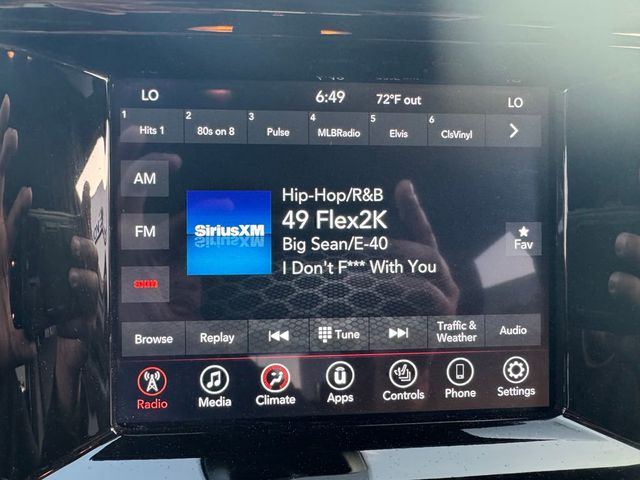 LO 6:49 72°F out LO
1 Hits 1 2 80s on 8 3 Pulse 4 MLBRadio 5 Elvis 6 ClsVinyl
AM
FM
SiriusXM
Hip-Hop/R&B
49 Flex2K
Big Sean/E-40
I Don't F*** With You
Fav
Browse Replay Tune Traffic & Weather Audio
Radio Media Climate Apps Controls Phone Settings